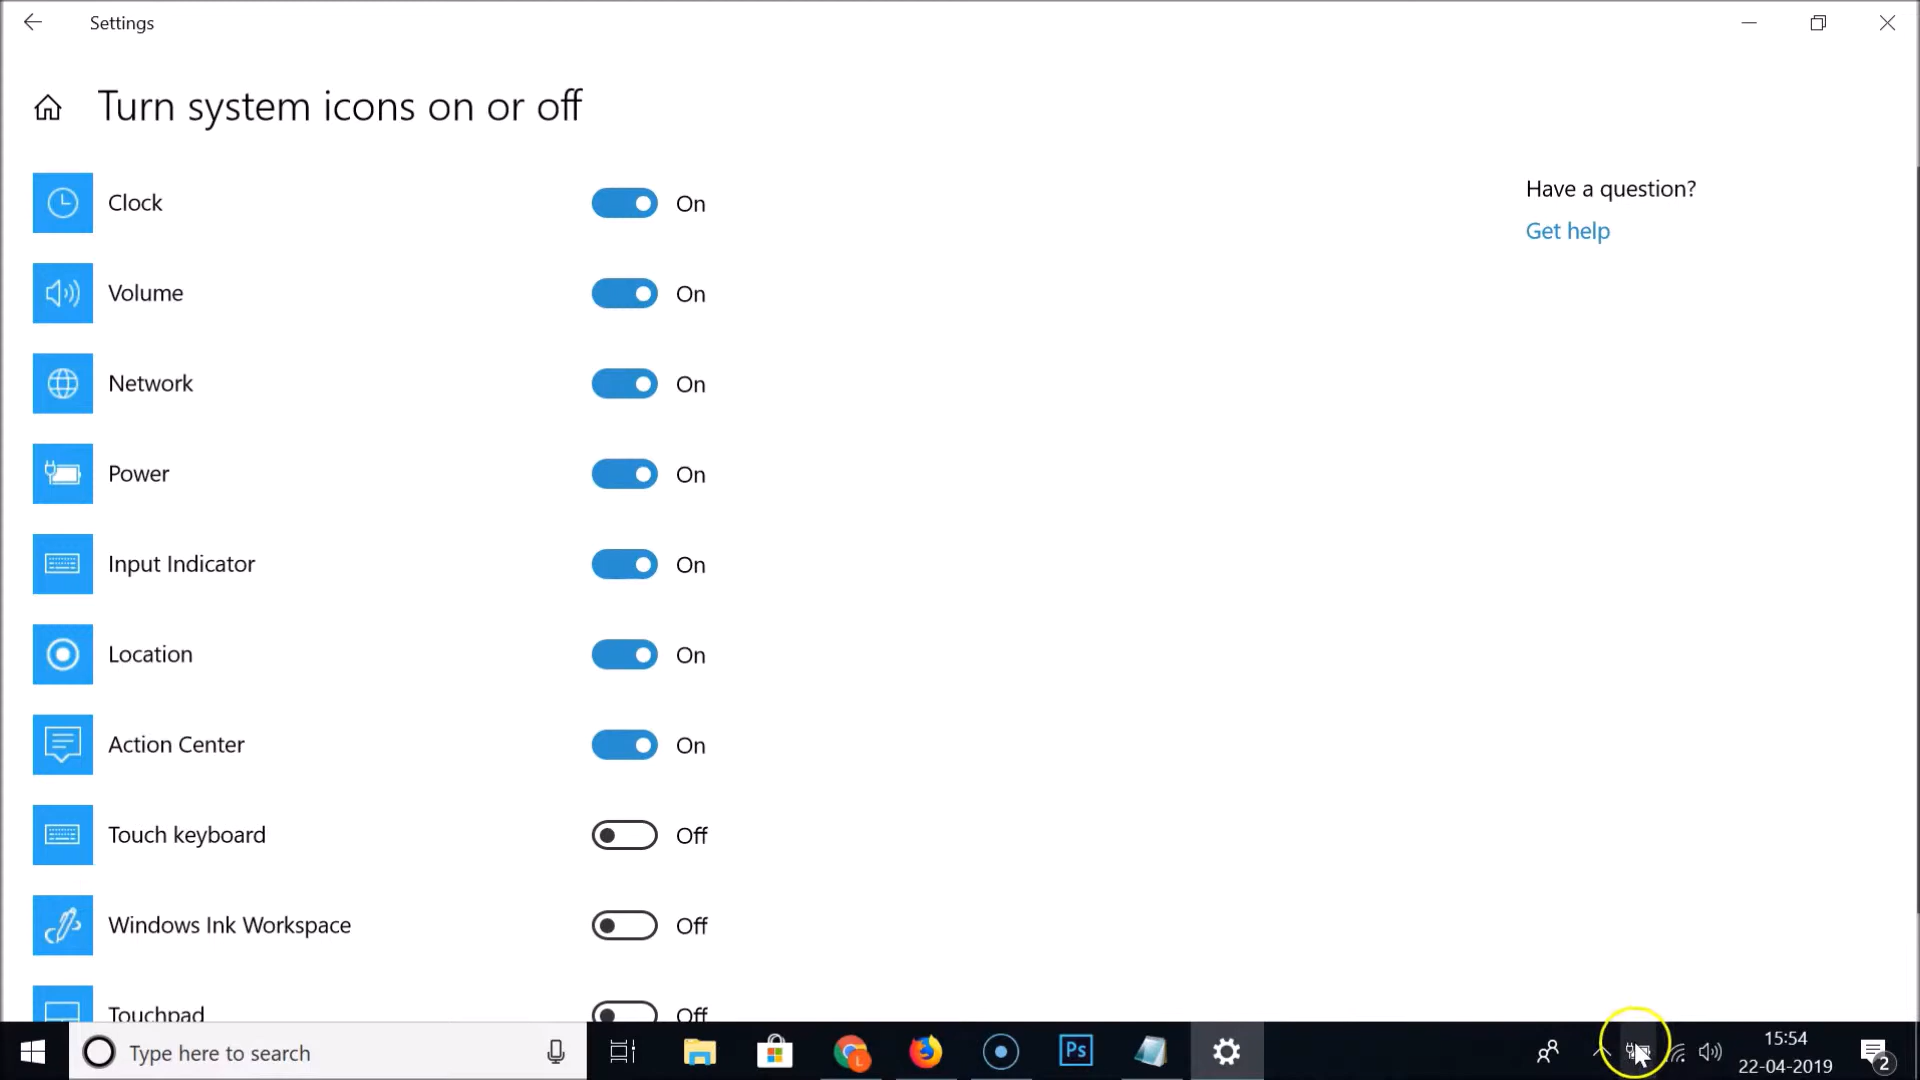 Settings
Turn system icons on or off
Clock On
Volume On
Network On
Power On
Input Indicator On
Location On
Action Center On
Touch keyboard Off
Windows Ink Workspace Off
Touchpad Off
Have a question?
Get help
Type here to search
L
Ps
15:54
22-04-2019
2